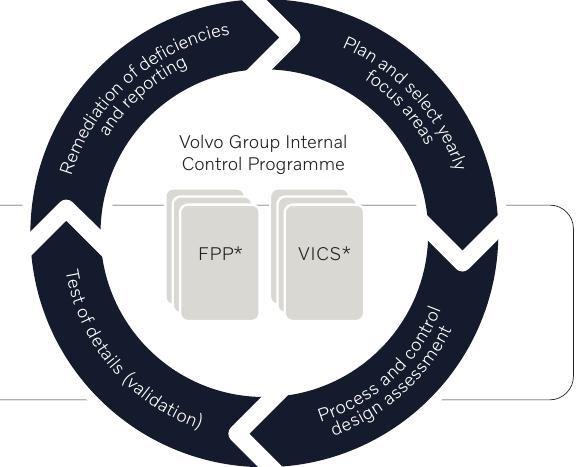 Remediation of deficiencies
and reporting
Plan and select yearly
focus areas
Volvo Group Internal
Control Programme
FPP*
VICS*
Test of details (validation)
Process and control
design assessment